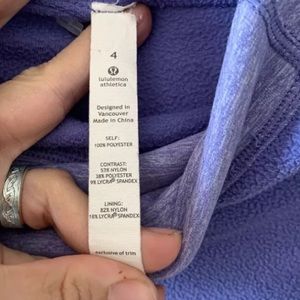 4
lululemon
athletica
Designed in
Vancouver
Made in China
SELF:
100% POLYESTER
CONTRAST:
53% NYLON
38% POLYESTER
9% LYCRA® SPANDEX
LINING:
82% NYLON
18% LYCRA® SPANDEX
exclusive of trim